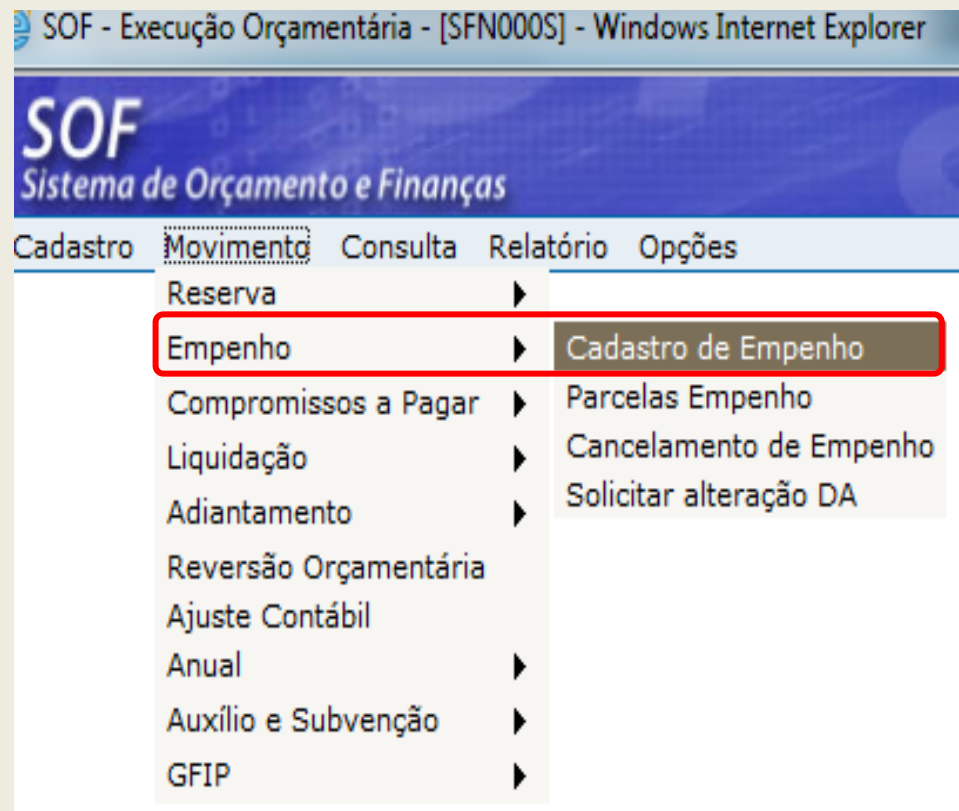 SOF - Execução Orçamentária - [SFN000S] - Windows Internet Explorer
SOF
Sistema de Orçamento e Finanças
Cadastro Movimento Consulta Relatório Opções
Reserva
Empenho
Compromissos a Pagar
Liquidação
Adiantamento
Reversão Orçamentária
Ajuste Contábil
Anual
Auxílio e Subvenção
GFIP
Cadastro de Empenho
Parcelas Empenho
Cancelamento de Empenho
Solicitar alteração DA